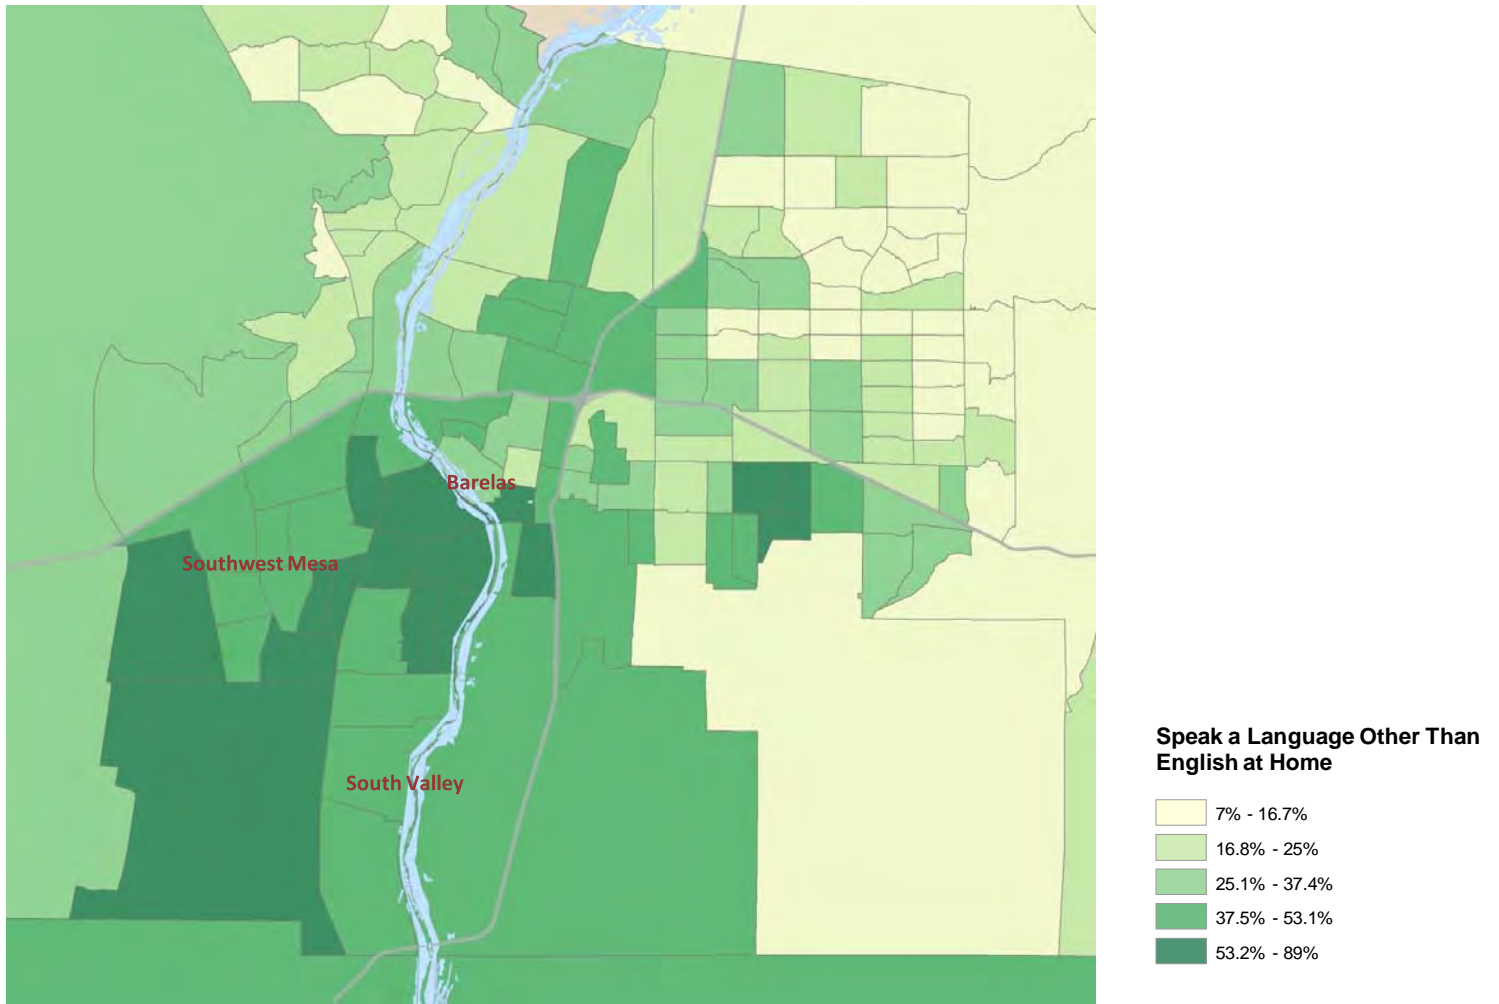 Barelas
Southwest Mesa
South Valley
Speak a Language Other Than
English at Home
7% - 16.7%
16.8% - 25%
25.1% - 37.4%
37.5% - 53.1%
53.2% - 89%